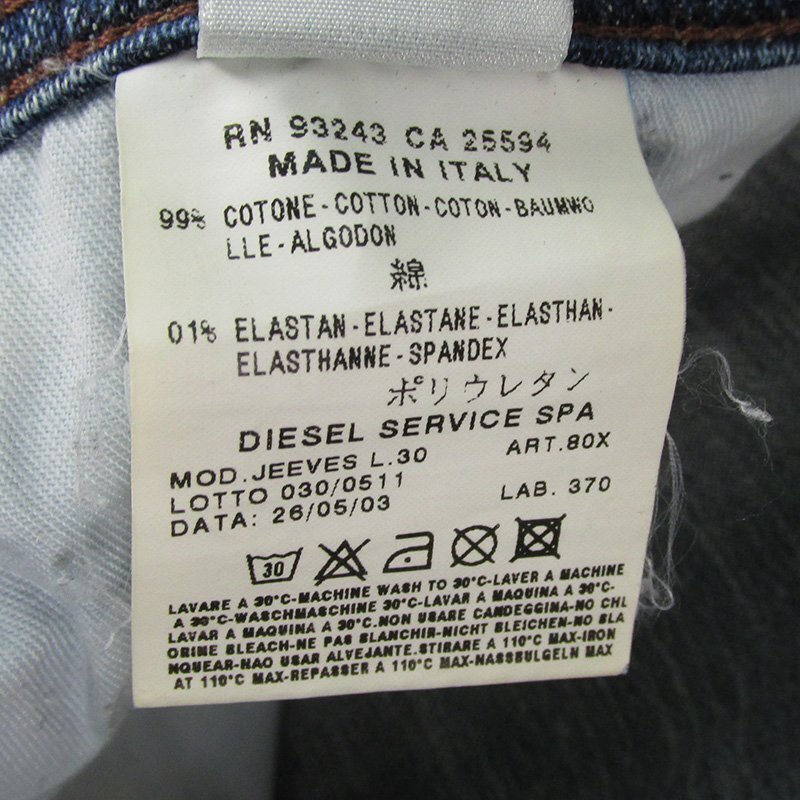 RN 93243 CA 25594
MADE IN ITALY
99% COTONE-COTTON-COTON-BAUMWO
LLE-ALGODON
綿
01% ELASTAN-ELASTANE-ELASTHAN-
ELASTHANNE-SPANDEX
ポリウレタン
DIESEL SERVICE SPA
MOD.JEEVES L.30 ART.80X
LOTTO 030/0511
DATA: 26/05/03 LAB. 370
30
LAVARE A 30°C-MACHINE WASH TO 30°C-LAVER A MACHINE
A 30°C-WASCHMASCHINE 30°C-LAVAR A MAQUINA A 30°C-
LAVAR A MAQUINA A 30°C.NON USARE CANDEGGINA-NO CHL
ORINE BLEACH-NE PAS BLANCHIR-NICHT BLEICHEN-NO BLA
NQUEAR-NAO USAR ALVEJANTE.STIRARE A 110°C MAX-IRON
AT 110°C MAX-REPASSER A 110°C MAX-NASSBULGELN MAX